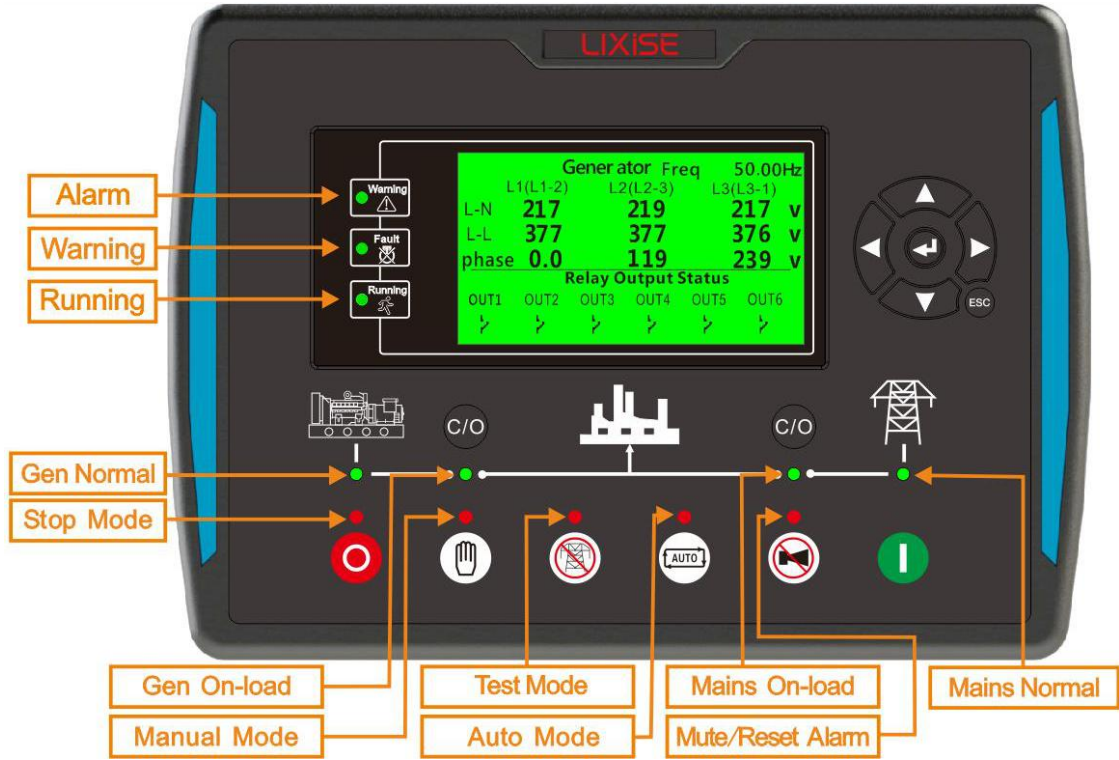 LIXiSE
Generator Freq 50.00Hz
L1(L1-2) L2(L2-3) L3(L3-1)
L-N 217 219 217 V
L-L 377 377 376 V
phase 0.0 119 239 V
Relay Output Status
OUT1 OUT2 OUT3 OUT4 OUT5 OUT6
Warning
Fault
Running
ESC
Alarm
Warning
Running
C/O
C/O
Gen Normal
Stop Mode
AUTO
Gen On-load
Test Mode
Mains On-load
Mains Normal
Manual Mode
Auto Mode
Mute/Reset Alarm